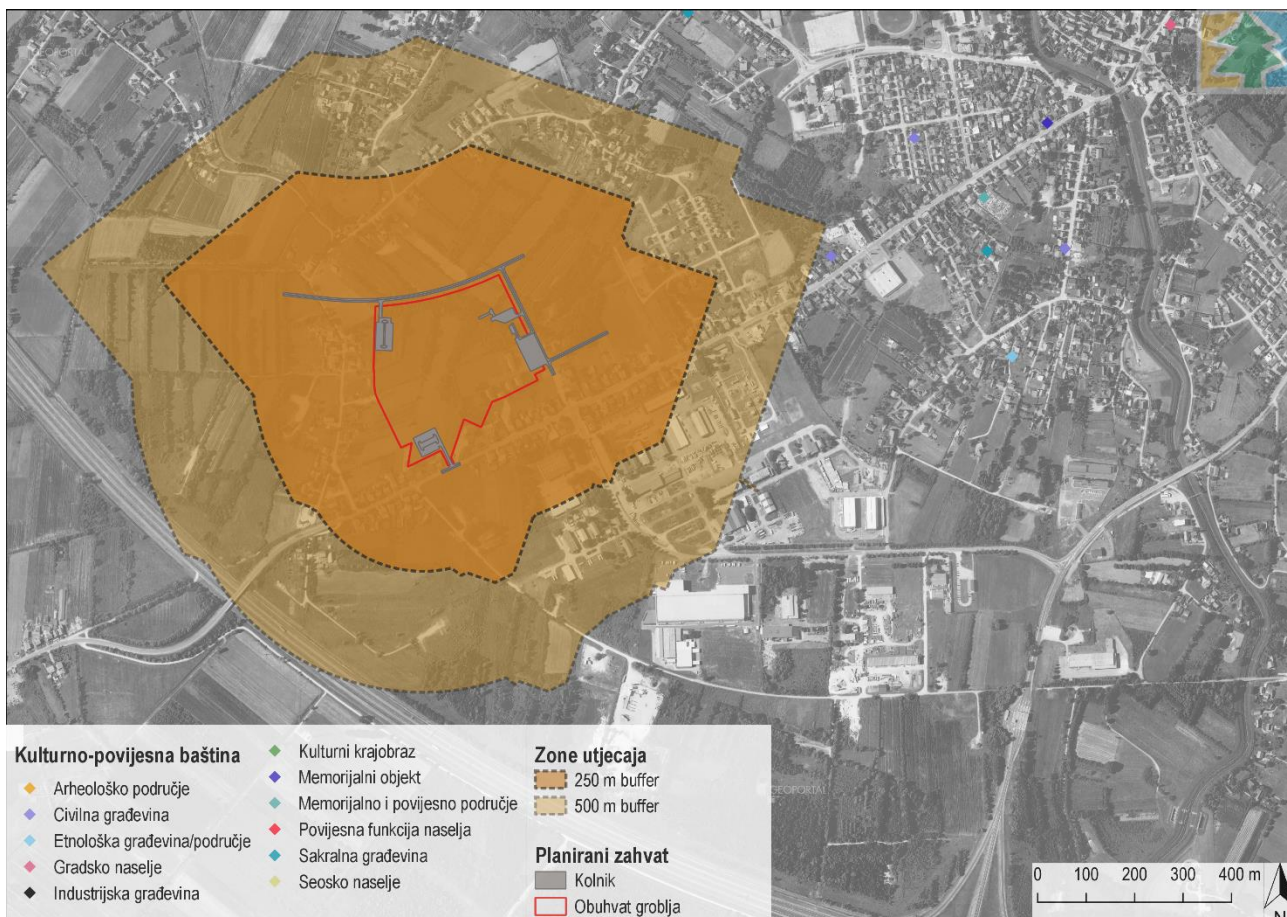 GEOPORTAL
GEOPORTAL
Kulturno-povijesna baština
Arheološko područje
Civilna građevina
Etnološka građevina/područje
Gradsko naselje
Industrijska građevina
Kulturni krajobraz
Memorijalni objekt
Memorijalno i povijesno područje
Povijesna funkcija naselja
Sakralna građevina
Seosko naselje
Zone utjecaja
250 m buffer
500 m buffer
Planirani zahvat
Kolnik
Obuhvat groblja
0 100 200 300 400 m